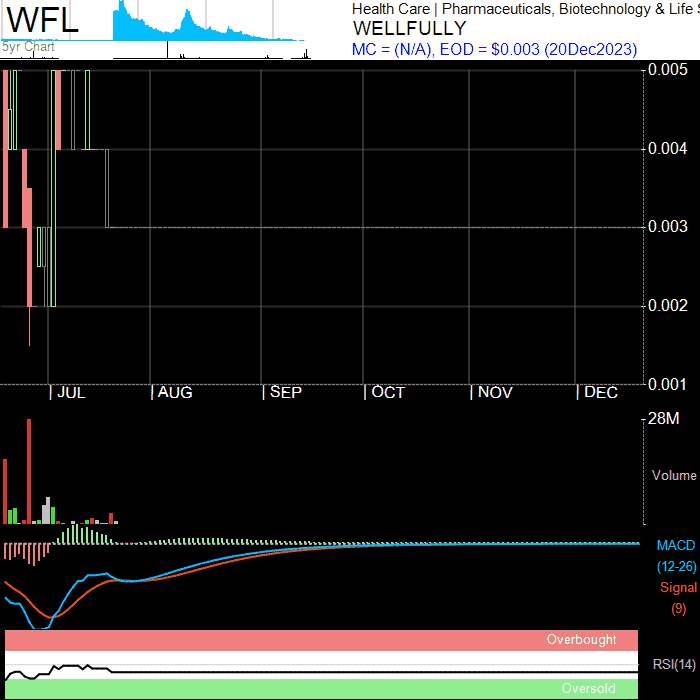 WFL
5yr Chart
Health Care | Pharmaceuticals, Biotechnology & Life S
WELLFULLY
MC = (N/A), EOD = $0.003 (20Dec2023)
0.005
0.004
0.003
0.002
0.001
JUL AUG SEP OCT NOV DEC
28M
Volume
MACD
(12-26)
Signal
(9)
Overbought
RSI(14)
Oversold